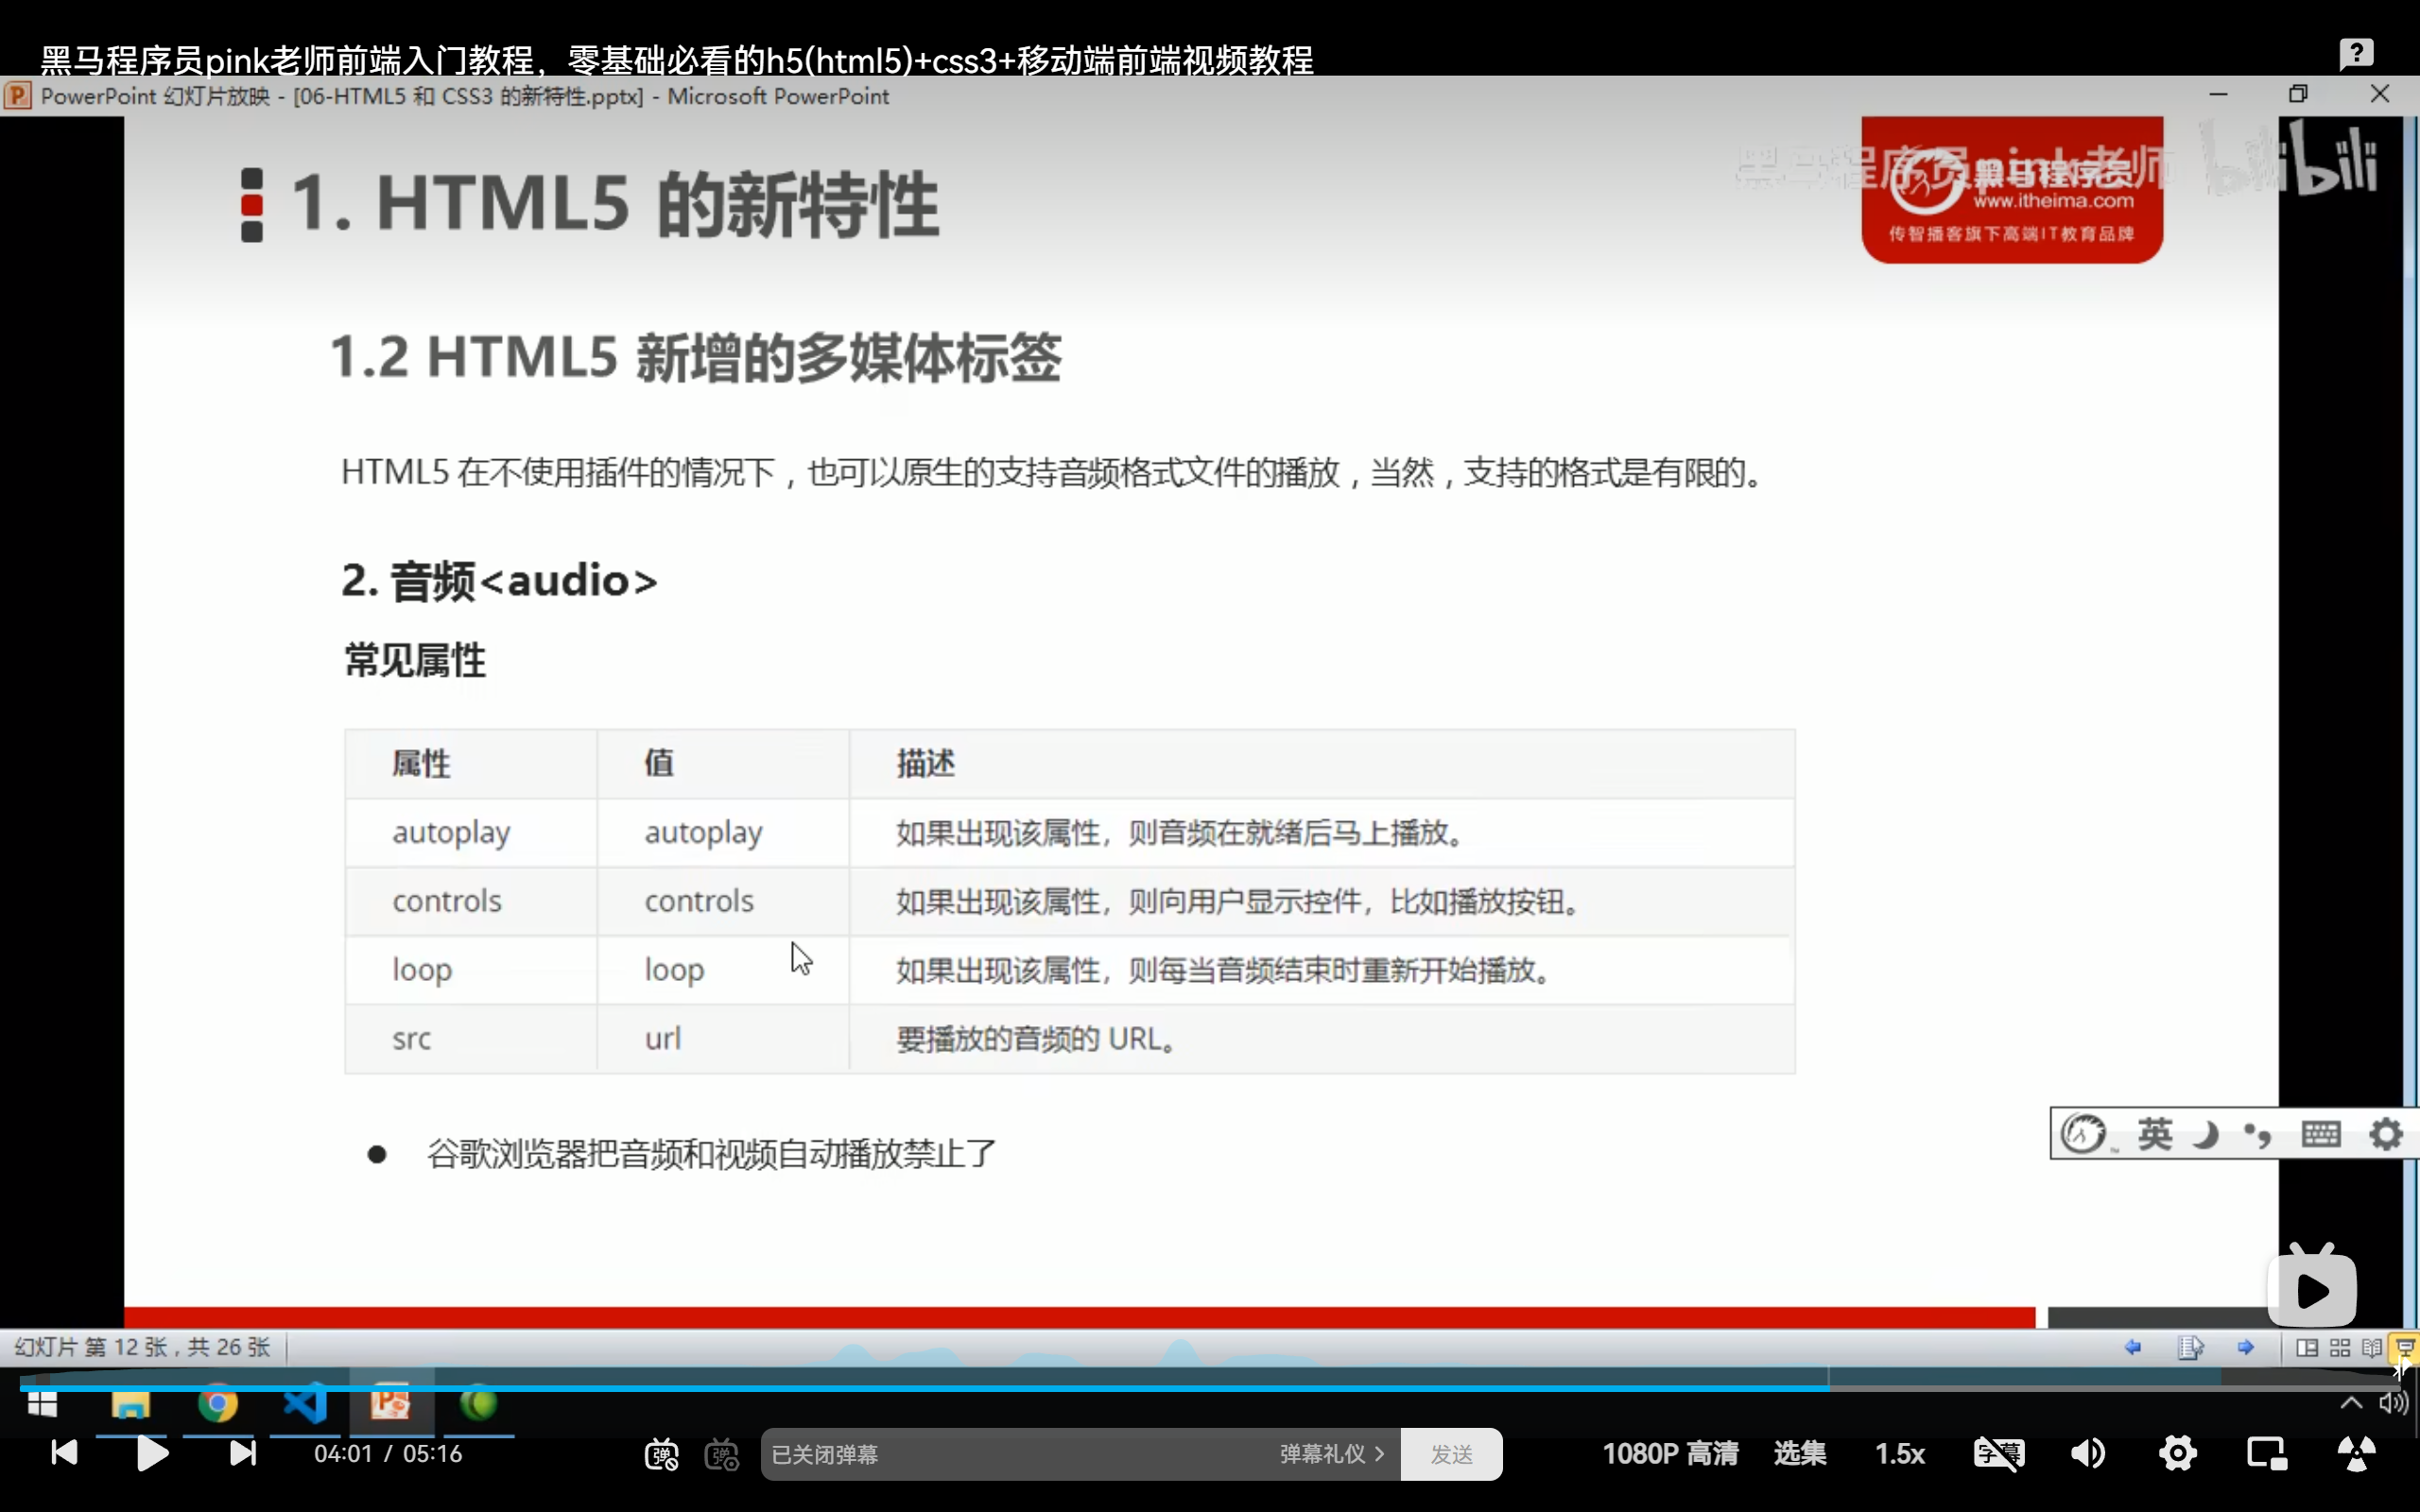 黑马程序员pink老师前端入门教程，零基础必看的h5(html5)+css3+移动端前端视频教程
PowerPoint 幻灯片放映 - [06-HTML5 和 CSS3 的新特性.pptx] - Microsoft PowerPoint
1. HTML5 的新特性
黑马程序员pink老师
bilibili
黑马程序员
www.itheima.com
传智播客旗下高端IT教育品牌
1.2 HTML5 新增的多媒体标签
HTML5 在不使用插件的情况下，也可以原生的支持音频格式文件的播放，当然，支持的格式是有限的。
2. 音频<audio>
常见属性
属性 值 描述
autoplay autoplay 如果出现该属性，则音频在就绪后马上播放。
controls controls 如果出现该属性，则向用户显示控件，比如播放按钮。
loop loop 如果出现该属性，则每当音频结束时重新开始播放。
src url 要播放的音频的 URL。
● 谷歌浏览器把音频和视频自动播放禁止了
英
幻灯片 第 12 张，共 26 张
04:01 / 05:16
弹
弹
已关闭弹幕
弹幕礼仪 >
发送
1080P 高清
选集
1.5x
字幕